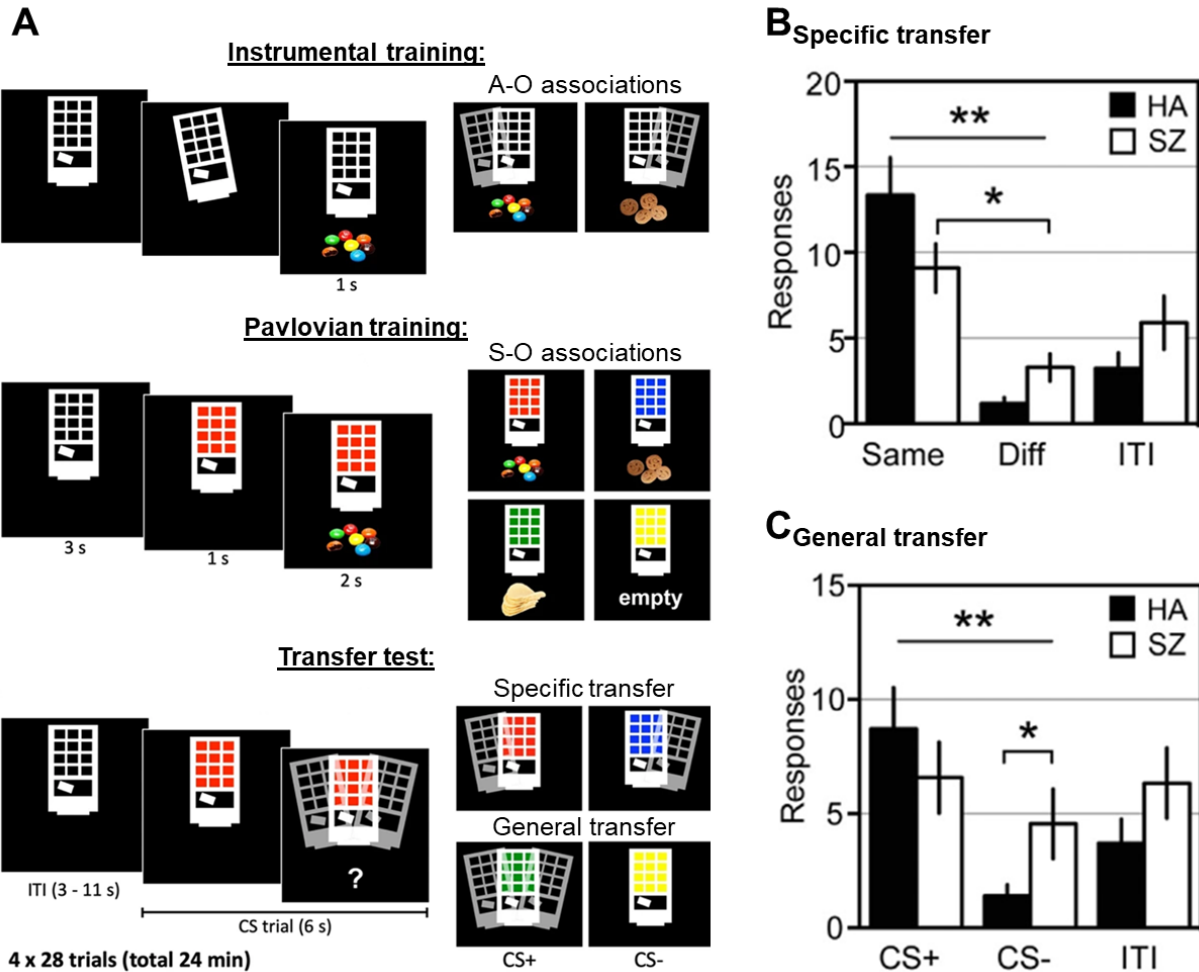 A
Instrumental training:
A-O associations
1 s
Pavlovian training:
S-O associations
3 s
1 s
2 s
empty
Transfer test:
Specific transfer
General transfer
?
ITI (3 - 11 s)
CS trial (6 s)
4 x 28 trials (total 24 min)
CS+
CS-
B Specific transfer
20
15
10
5
0
Responses
HA
SZ
**
*
Same
Diff
ITI
C General transfer
15
10
5
0
Responses
HA
SZ
**
*
CS+
CS-
ITI